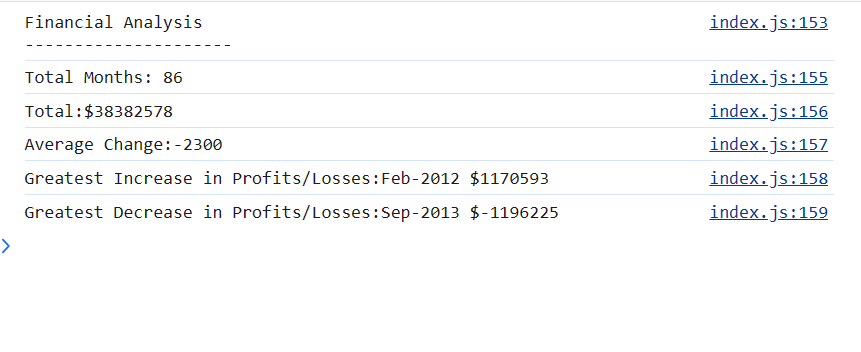 Financial Analysis index.js:153
---------------------
Total Months: 86 index.js:155
Total:$38382578 index.js:156
Average Change:-2300 index.js:157
Greatest Increase in Profits/Losses:Feb-2012 $1170593 index.js:158
Greatest Decrease in Profits/Losses:Sep-2013 $-1196225 index.js:159